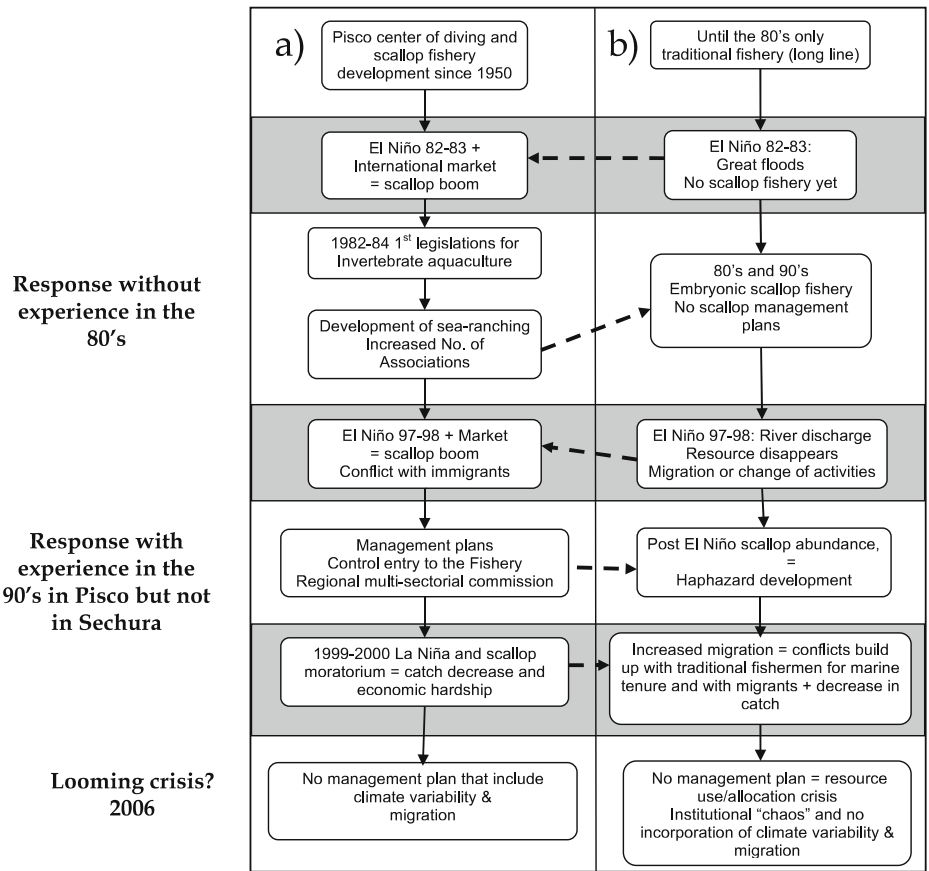 a)
Pisco center of diving and
scallop fishery
development since 1950
b)
Until the 80's only
traditional fishery (long line)
El Niño 82-83 +
International market
= scallop boom
El Niño 82-83:
Great floods
No scallop fishery yet
Response without
experience in the
80's
1982-84 1st legislations for
Invertebrate aquaculture
Development of sea-ranching
Increased No. of
Associations
80's and 90's
Embryonic scallop fishery
No scallop management
plans
El Niño 97-98 + Market
= scallop boom
Conflict with immigrants
El Niño 97-98: River discharge
Resource disappears
Migration or change of activities
Response with
experience in the
90's in Pisco but not
in Sechura
Management plans
Control entry to the Fishery
Regional multi-sectorial commission
Post El Niño scallop abundance,
=
Haphazard development
1999-2000 La Niña and scallop
moratorium = catch decrease and
economic hardship
Increased migration = conflicts build
up with traditional fishermen for marine
tenure and with migrants + decrease in
catch
Looming crisis?
2006
No management plan that include
climate variability &
migration
No management plan = resource
use/allocation crisis
Institutional "chaos" and no
incorporation of climate variability &
migration